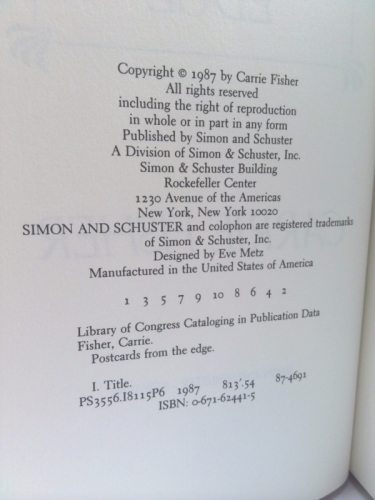 Copyright © 1987 by Carrie Fisher
All rights reserved
including the right of reproduction
in whole or in part in any form
Published by Simon and Schuster
A Division of Simon & Schuster, Inc.
Simon & Schuster Building
Rockefeller Center
1230 Avenue of the Americas
New York, New York 10020
SIMON AND SCHUSTER and colophon are registered trademarks
of Simon & Schuster, Inc.
Designed by Eve Metz
Manufactured in the United States of America
1 3 5 7 9 10 8 6 4 2
Library of Congress Cataloging in Publication Data
Fisher, Carrie.
Postcards from the edge.
I. Title.
PS3556.I8115P6 1987 813'.54 87-4691
ISBN: 0-671-62441-5